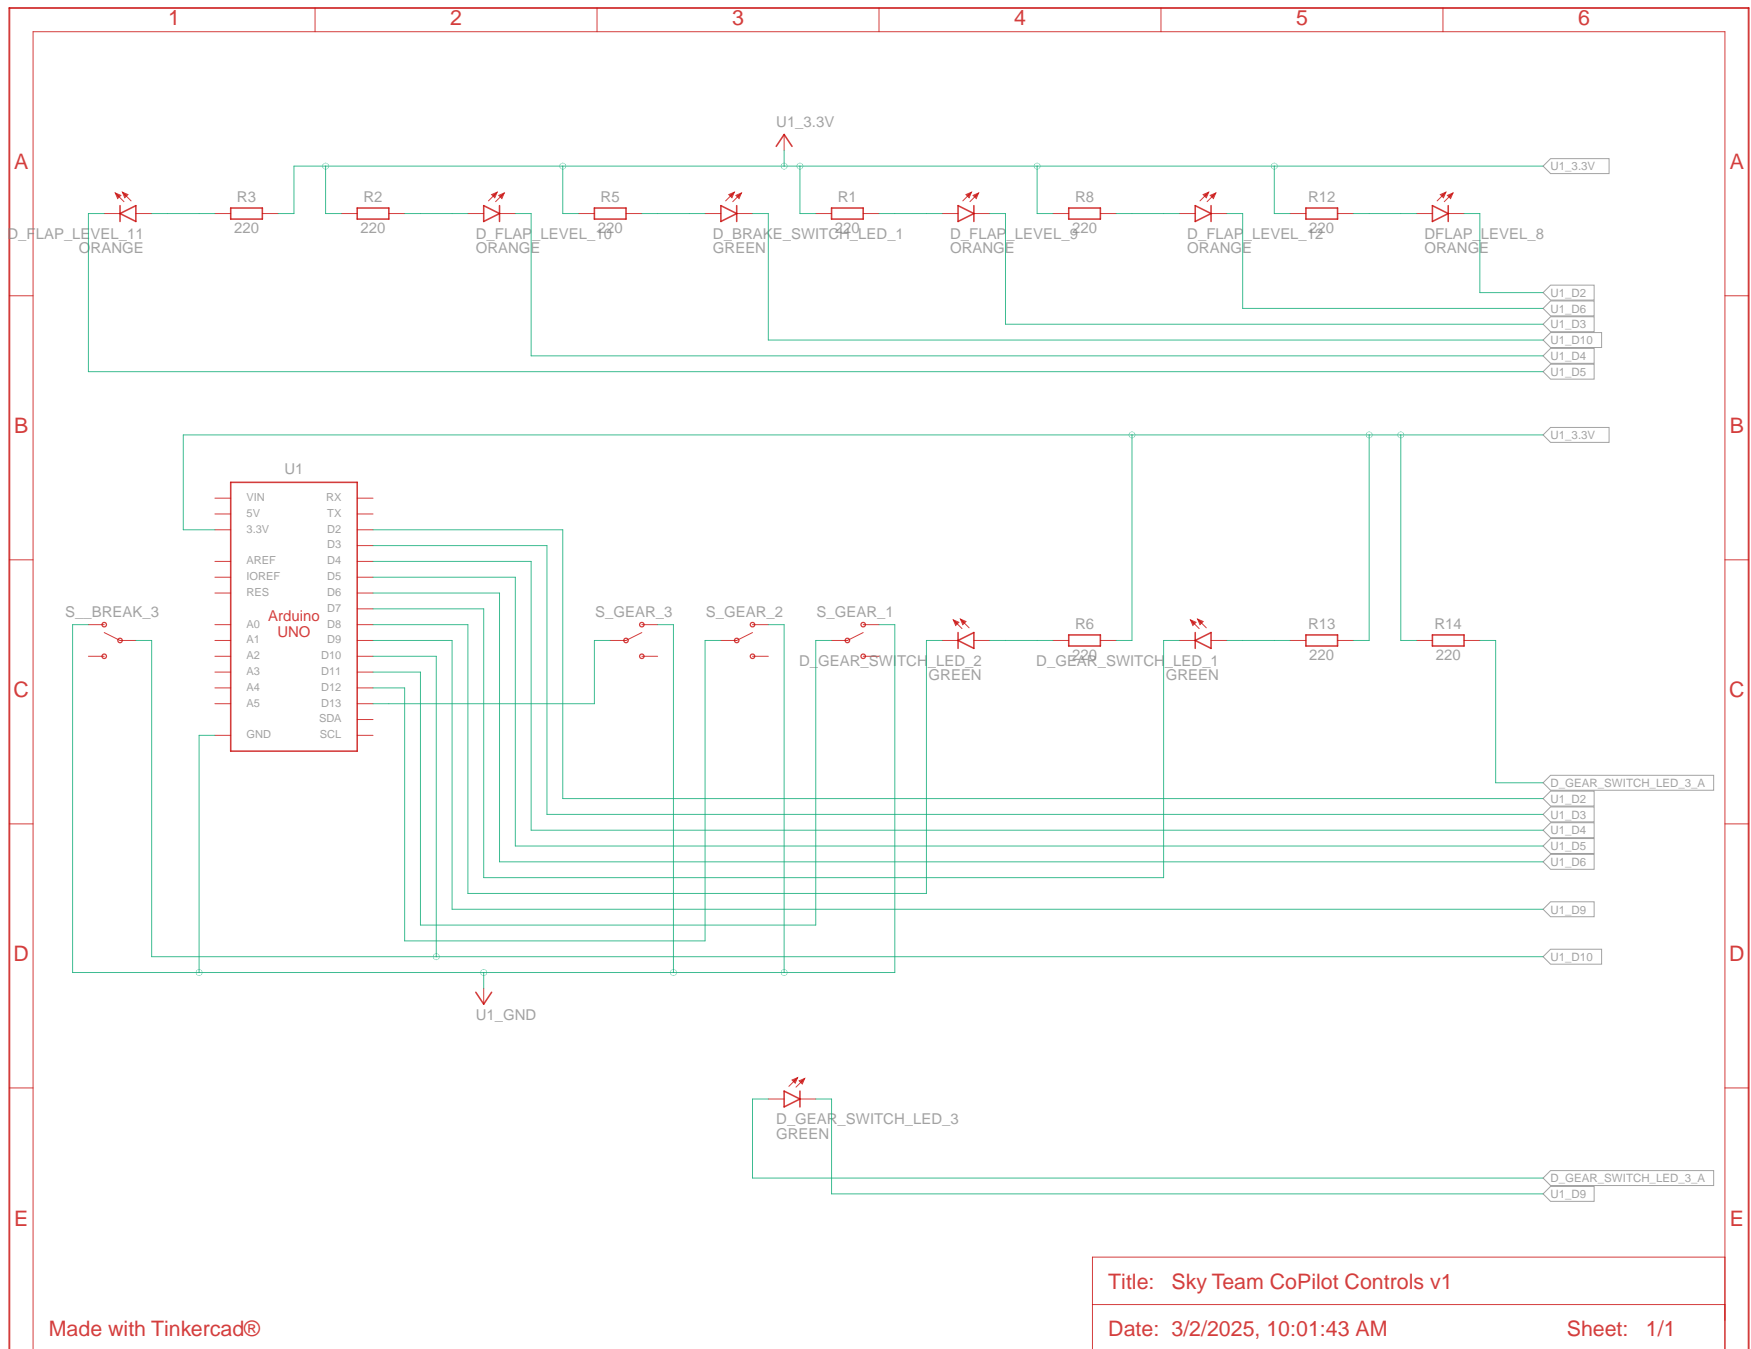 1 2 3 4 5 6
U1_3.3V
A A
U1_3.3V
R3 R2 R5 R1 R8 R12
220 220 220 220 220 220
D_FLAP_LEVEL_11 D_FLAP_LEVEL_10 D_BRAKE_SWITCH_LED_1 D_FLAP_LEVEL_9 D_FLAP_LEVEL_12 DFLAP_LEVEL_8
ORANGE ORANGE GREEN ORANGE ORANGE ORANGE
U1_D2
U1_D6
U1_D3
U1_D10
U1_D4
U1_D5
B B
U1_3.3V
U1
VIN RX
5V TX
3.3V D2
D3
AREF D4
IOREF D5
RES D6
D7
Arduino
UNO
A0 D8
A1 D9
A2 D10
A3 D11
A4 D12
A5 D13
SDA
GND SCL
S__BREAK_3 S_GEAR_3 S_GEAR_2 S_GEAR_1
R6 R13 R14
220 220 220
D_GEAR_SWITCH_LED_2 D_GEAR_SWITCH_LED_1
GREEN GREEN
C C
D_GEAR_SWITCH_LED_3_A
U1_D2
U1_D3
U1_D4
U1_D5
U1_D6
U1_D9
D D
U1_D10
U1_GND
D_GEAR_SWITCH_LED_3
GREEN
D_GEAR_SWITCH_LED_3_A
U1_D9
E E
Title: Sky Team CoPilot Controls v1
Made with Tinkercad®
Date: 3/2/2025, 10:01:43 AM Sheet: 1/1